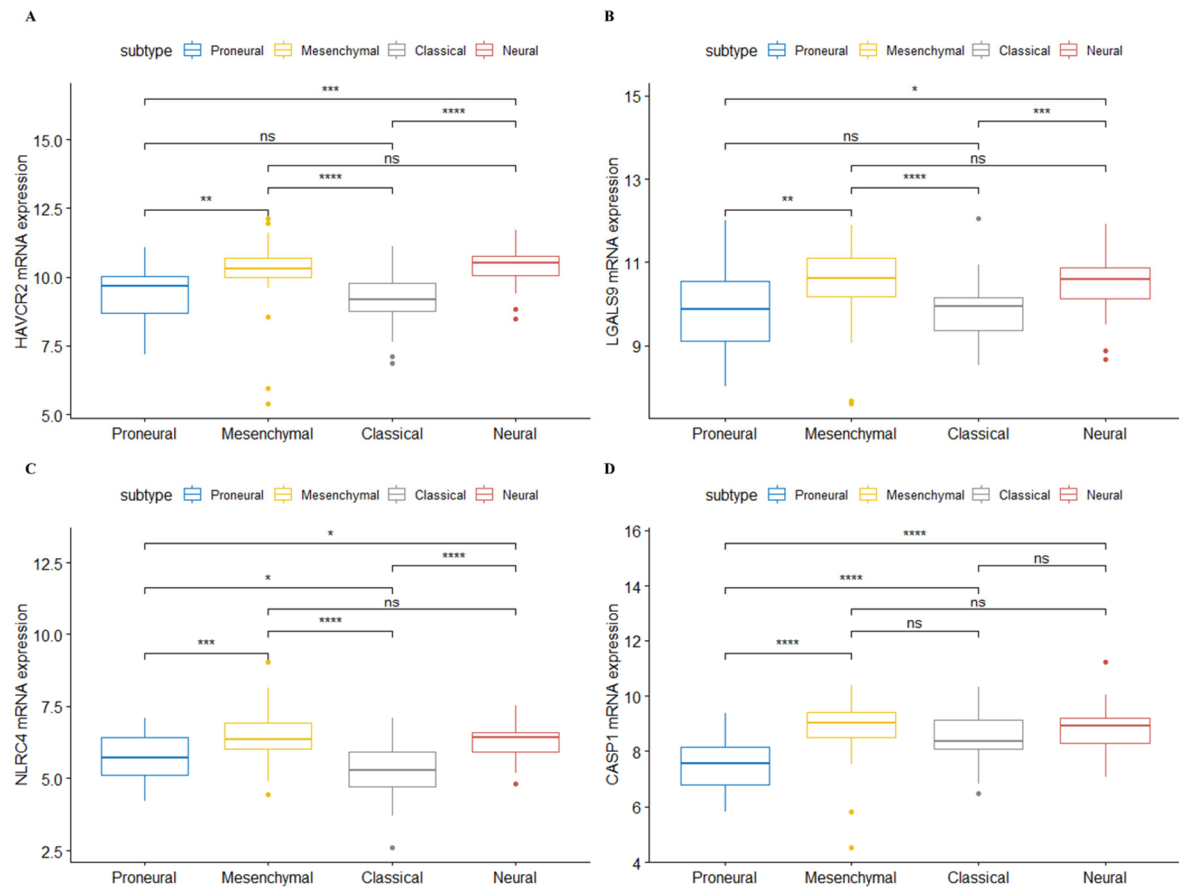 A
subtype Proneural Mesenchymal Classical Neural
HAVCR2 mRNA expression
15.0
12.5
10.0
7.5
5.0
***
****
ns
ns
****
**
Proneural Mesenchymal Classical Neural
B
subtype Proneural Mesenchymal Classical Neural
LGALS9 mRNA expression
15
13
11
9
*
***
ns
ns
****
**
Proneural Mesenchymal Classical Neural
C
subtype Proneural Mesenchymal Classical Neural
NLRC4 mRNA expression
12.5
10.0
7.5
5.0
2.5
*
****
*
ns
****
***
Proneural Mesenchymal Classical Neural
D
subtype Proneural Mesenchymal Classical Neural
CASP1 mRNA expression
16
14
12
10
8
6
4
****
ns
****
ns
ns
****
Proneural Mesenchymal Classical Neural